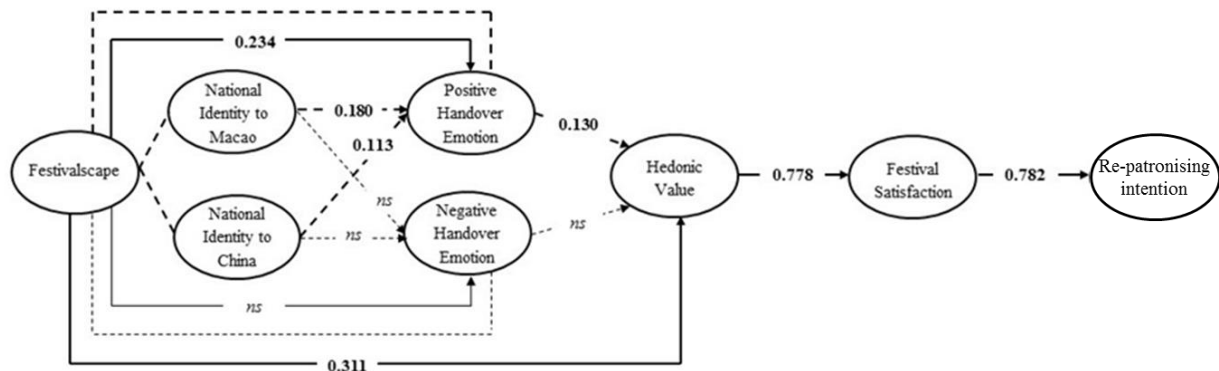 0.234
National
Identity to
Macao
0.180
Positive
Handover
Emotion
0.130
0.113
Festivalscape
Hedonic
Value
0.778
Festival
Satisfaction
0.782
Re-patronising
intention
ns
National
Identity to
China
ns
Negative
Handover
Emotion
ns
ns
0.311